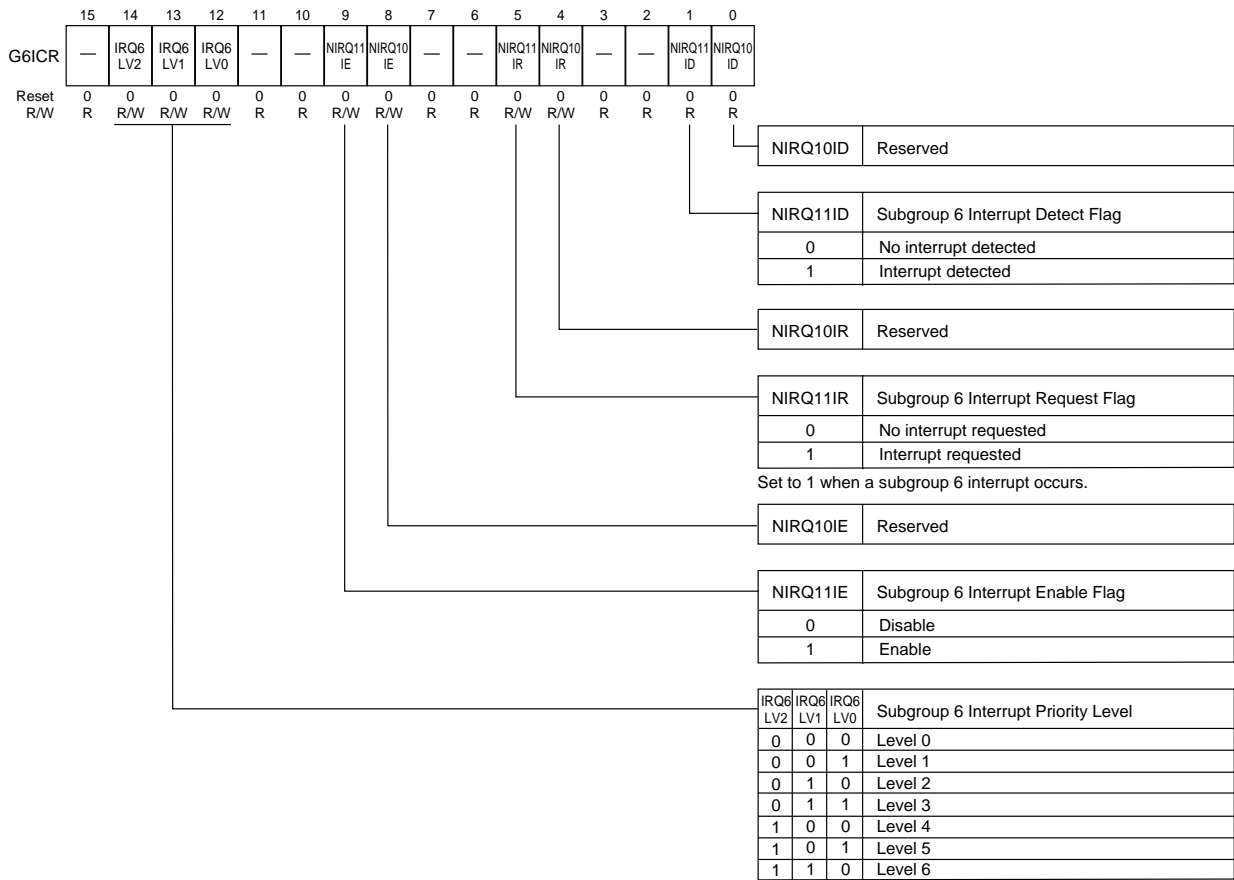 15 14 13 12 11 10 9 8 7 6 5 4 3 2 1 0
G6ICR — IRQ6 LV2 IRQ6 LV1 IRQ6 LV0 — — NIRQ11 IE NIRQ10 IE — — NIRQ11 IR NIRQ10 IR — — NIRQ11 ID NIRQ10 ID
Reset 0 0 0 0 0 0 0 0 0 0 0 0 0 0 0 0
R/W R R/W R/W R/W R R R/W R/W R R R/W R/W R R R R
NIRQ10ID Reserved
NIRQ11ID Subgroup 6 Interrupt Detect Flag
0 No interrupt detected
1 Interrupt detected
NIRQ10IR Reserved
NIRQ11IR Subgroup 6 Interrupt Request Flag
0 No interrupt requested
1 Interrupt requested
Set to 1 when a subgroup 6 interrupt occurs.
NIRQ10IE Reserved
NIRQ11IE Subgroup 6 Interrupt Enable Flag
0 Disable
1 Enable
IRQ6 LV2 IRQ6 LV1 IRQ6 LV0 Subgroup 6 Interrupt Priority Level
0 0 0 Level 0
0 0 1 Level 1
0 1 0 Level 2
0 1 1 Level 3
1 0 0 Level 4
1 0 1 Level 5
1 1 0 Level 6